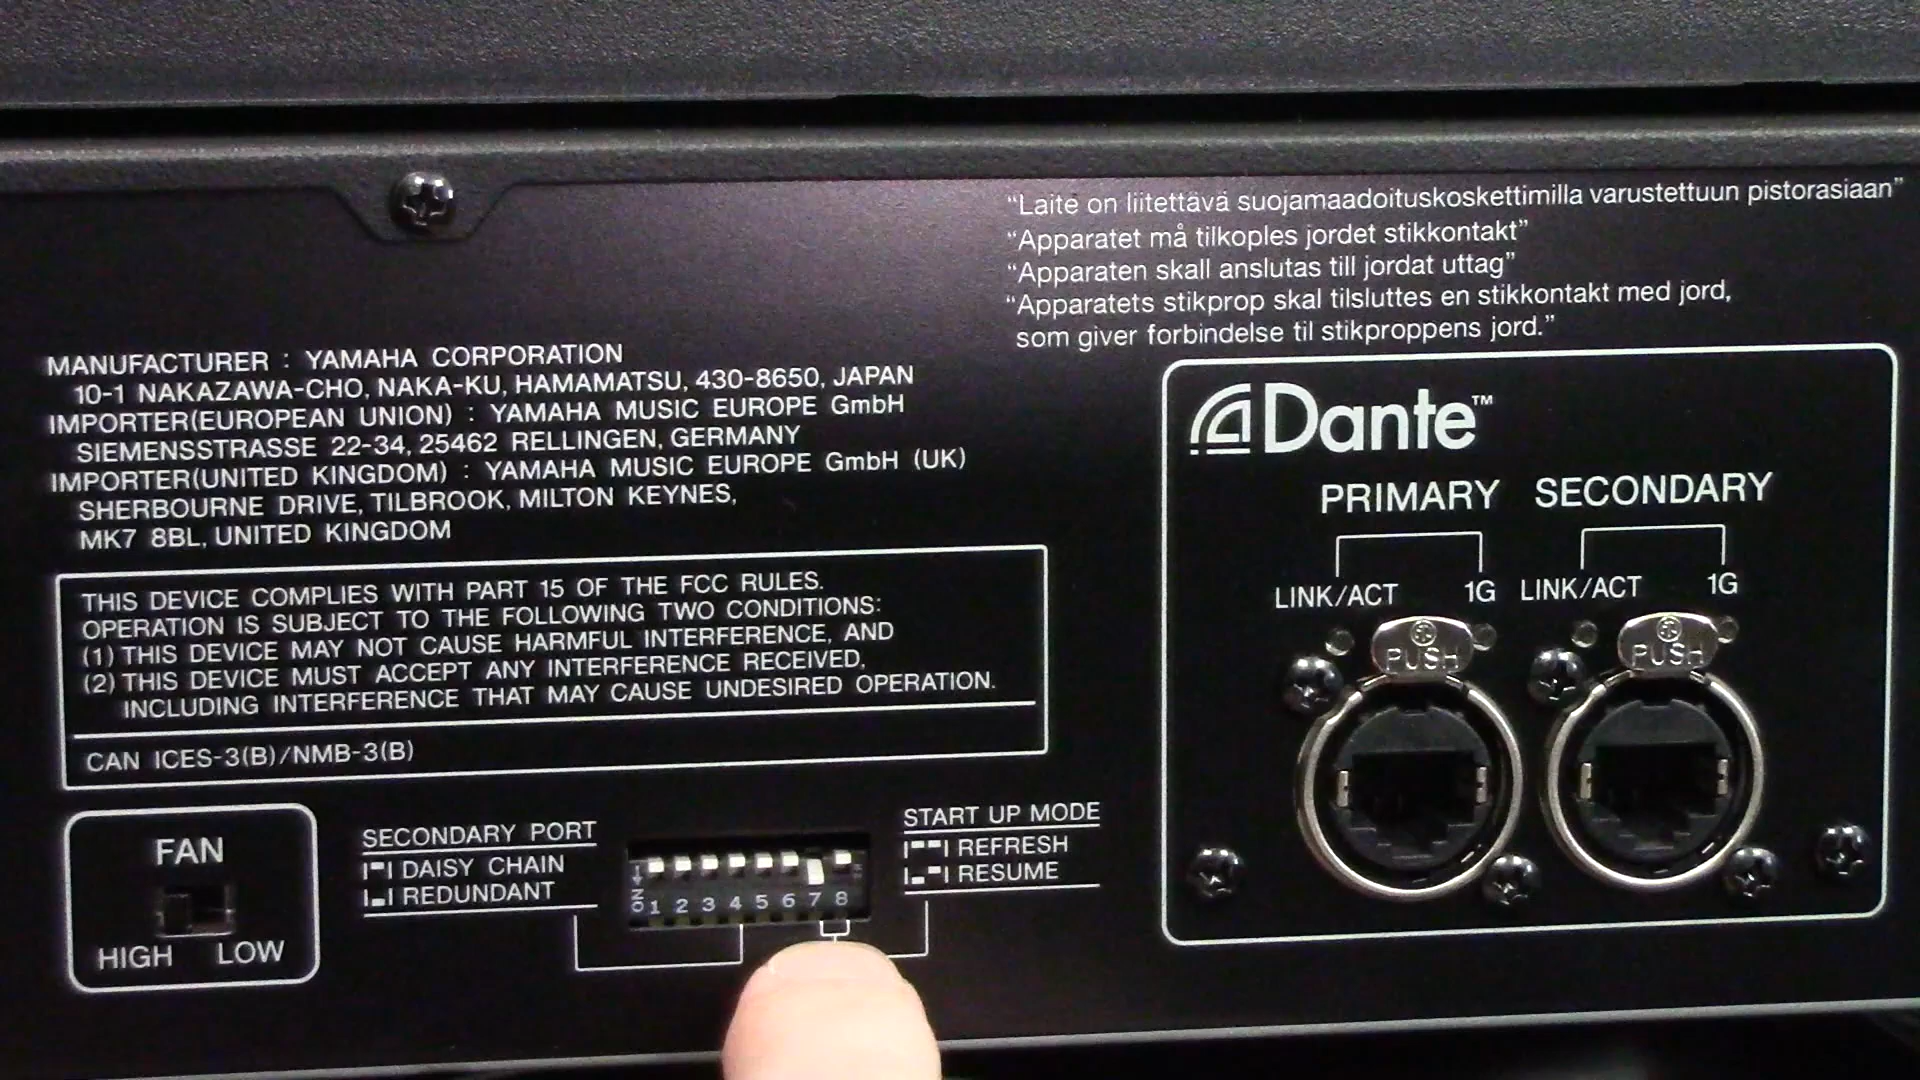 “Laite on liitettävä suojamaadoituskoskettimilla varustettuun pistorasiaan”
“Apparatet må tilkoples jordet stikkontakt”
“Apparaten skall anslutas till jordat uttag”
“Apparatets stikprop skal tilsluttes en stikkontakt med jord,
som giver forbindelse til stikproppens jord.”
MANUFACTURER : YAMAHA CORPORATION
10-1 NAKAZAWA-CHO, NAKA-KU, HAMAMATSU, 430-8650, JAPAN
IMPORTER(EUROPEAN UNION) : YAMAHA MUSIC EUROPE GmbH
SIEMENSSTRASSE 22-34, 25462 RELLINGEN, GERMANY
IMPORTER(UNITED KINGDOM) : YAMAHA MUSIC EUROPE GmbH (UK)
SHERBOURNE DRIVE, TILBROOK, MILTON KEYNES,
MK7 8BL, UNITED KINGDOM
THIS DEVICE COMPLIES WITH PART 15 OF THE FCC RULES.
OPERATION IS SUBJECT TO THE FOLLOWING TWO CONDITIONS:
(1) THIS DEVICE MAY NOT CAUSE HARMFUL INTERFERENCE, AND
(2) THIS DEVICE MUST ACCEPT ANY INTERFERENCE RECEIVED,
INCLUDING INTERFERENCE THAT MAY CAUSE UNDESIRED OPERATION.
CAN ICES-3(B)/NMB-3(B)
FAN
HIGH LOW
SECONDARY PORT
DAISY CHAIN
REDUNDANT
ON
1 2 3 4 5 6 7 8
START UP MODE
REFRESH
RESUME
Dante™
PRIMARY SECONDARY
LINK/ACT 1G LINK/ACT 1G
PUSH PUSH